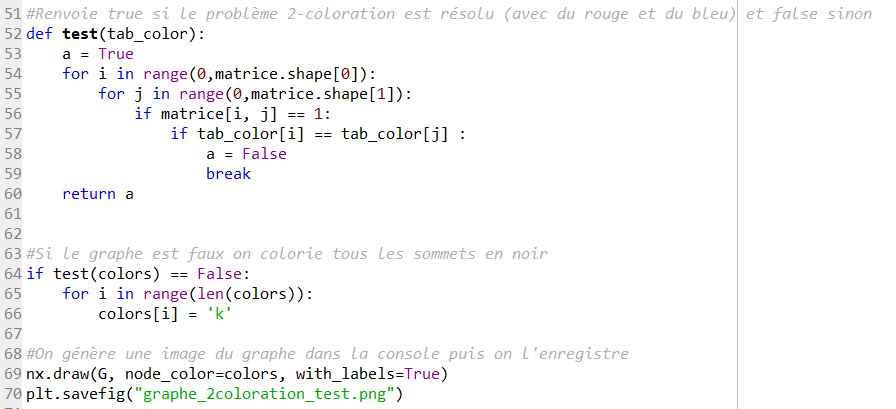 51 #Renvoie true si le problème 2-coloration est résolu (avec du rouge et du bleu) et false sinon
52 def test(tab_color):
53     a = True
54     for i in range(0,matrice.shape[0]):
55         for j in range(0,matrice.shape[1]):
56             if matrice[i, j] == 1:
57                 if tab_color[i] == tab_color[j] :
58                     a = False
59                     break
60     return a
61
62
63 #Si le graphe est faux on colorie tous les sommets en noir
64 if test(colors) == False:
65     for i in range(len(colors)):
66         colors[i] = 'k'
67
68 #On génère une image du graphe dans la console puis on l'enregistre
69 nx.draw(G, node_color=colors, with_labels=True)
70 plt.savefig("graphe_2coloration_test.png")